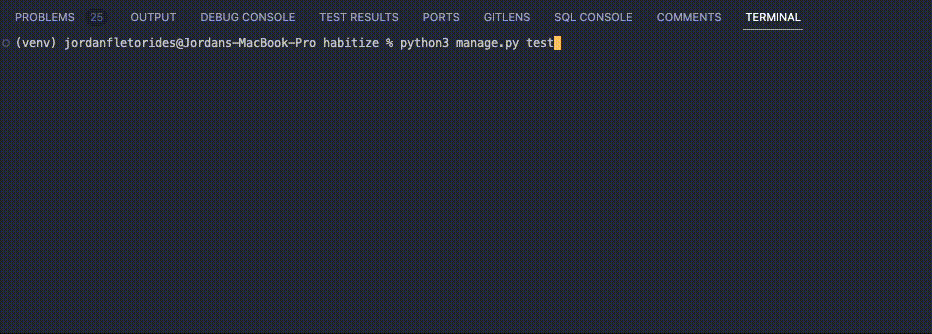 PROBLEMS 25 OUTPUT DEBUG CONSOLE TEST RESULTS PORTS GITLENS SQL CONSOLE COMMENTS TERMINAL
(venv) jordanfletorides@Jordans-MacBook-Pro habitize % python3 manage.py test